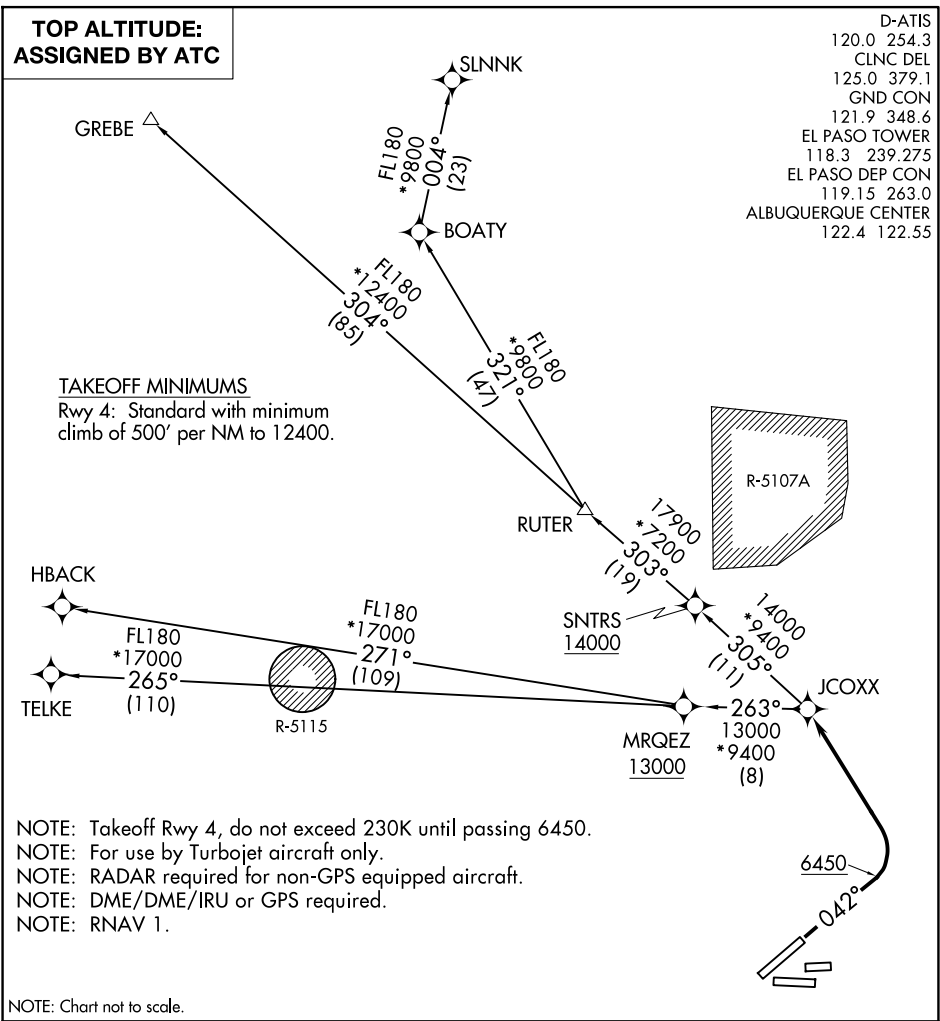 TOP ALTITUDE:
ASSIGNED BY ATC
D-ATIS
120.0 254.3
CLNC DEL
125.0 379.1
GND CON
121.9 348.6
EL PASO TOWER
118.3 239.275
EL PASO DEP CON
119.15 263.0
ALBUQUERQUE CENTER
122.4 122.55
SLNNK
GREBE
FL180
*9800
004°
(23)
BOATY
FL180
*12400
304°
(85)
FL180
*9800
321°
(47)
TAKEOFF MINIMUMS
Rwy 4: Standard with minimum
climb of 500' per NM to 12400.
R-5107A
RUTER
17900
*7200
303°
(19)
HBACK
SNTRS
14000
14000
*9400
305°
(11)
FL180
*17000
271°
(109)
FL180
*17000
265°
(110)
TELKE
R-5115
JCOXX
263°
13000
*9400
(8)
MRQEZ
13000
NOTE: Takeoff Rwy 4, do not exceed 230K until passing 6450.
NOTE: For use by Turbojet aircraft only.
NOTE: RADAR required for non-GPS equipped aircraft.
NOTE: DME/DME/IRU or GPS required.
NOTE: RNAV 1.
6450
042°
NOTE: Chart not to scale.